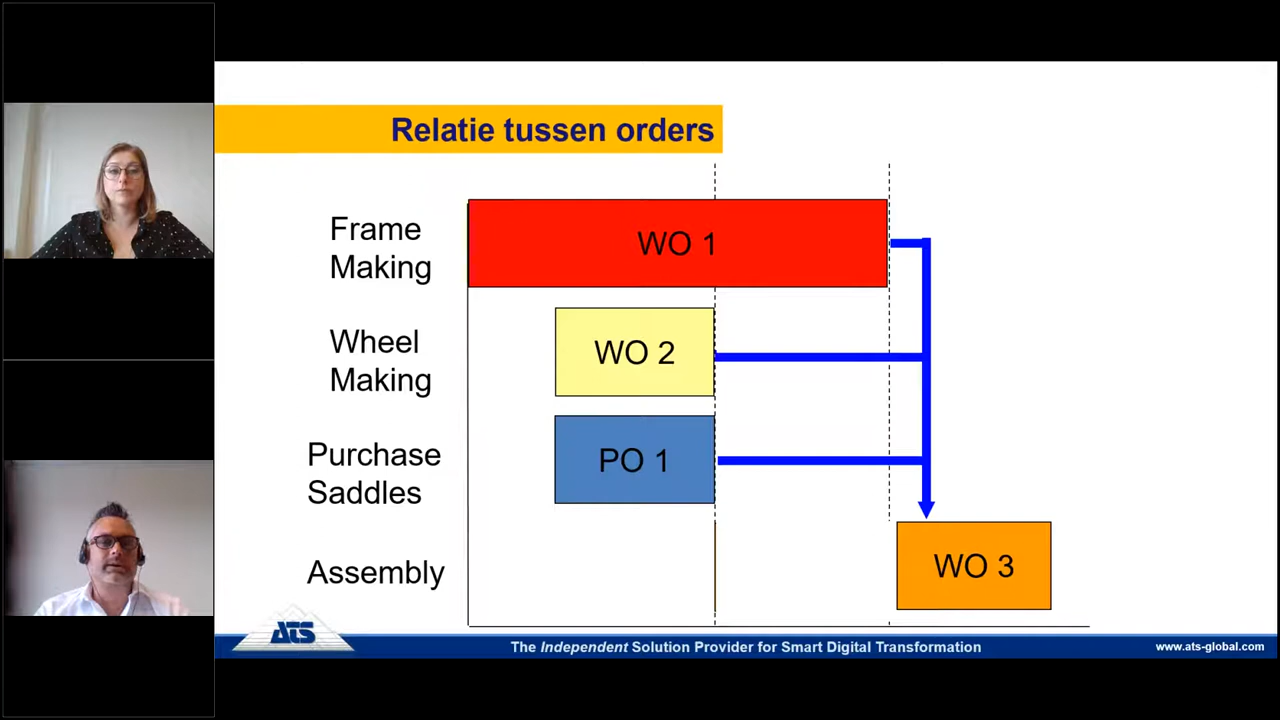 Relatie tussen orders
Frame
Making
WO 1
Wheel
Making
WO 2
Purchase
Saddles
PO 1
Assembly
WO 3
ATS
The Independent Solution Provider for Smart Digital Transformation
www.ats-global.com